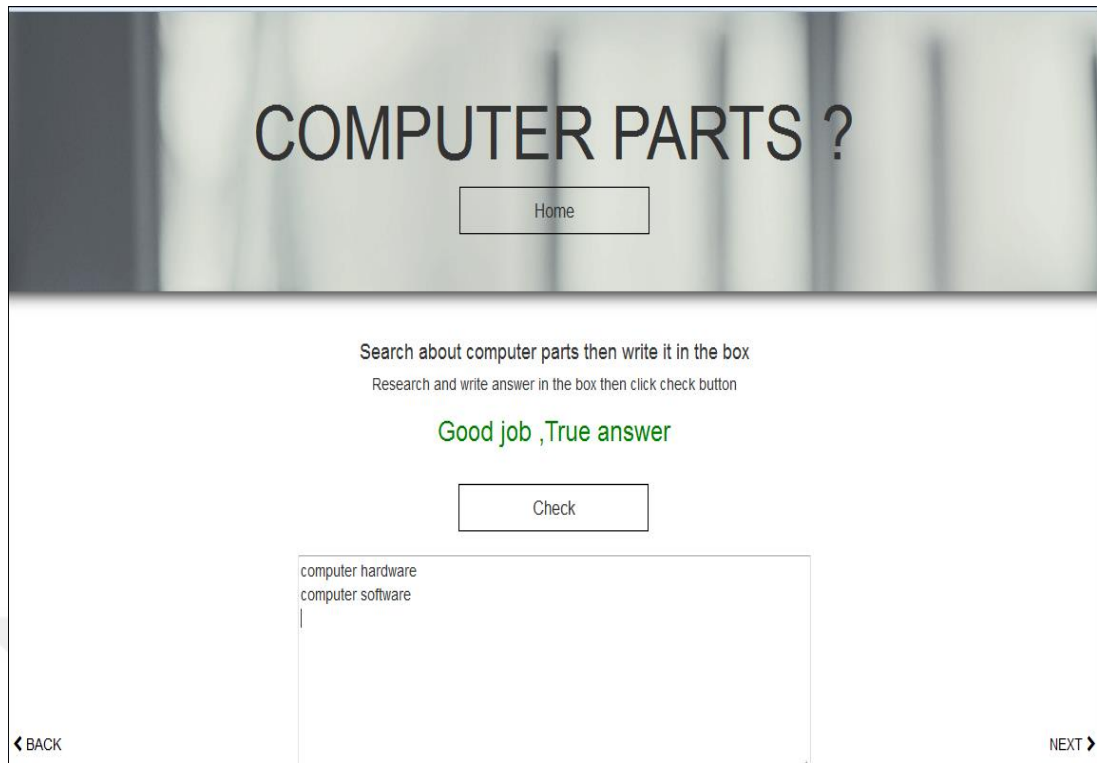 COMPUTER PARTS ?
Home
Search about computer parts then write it in the box
Research and write answer in the box then click check button
Good job ,True answer
Check
computer hardware
computer software
BACK
NEXT